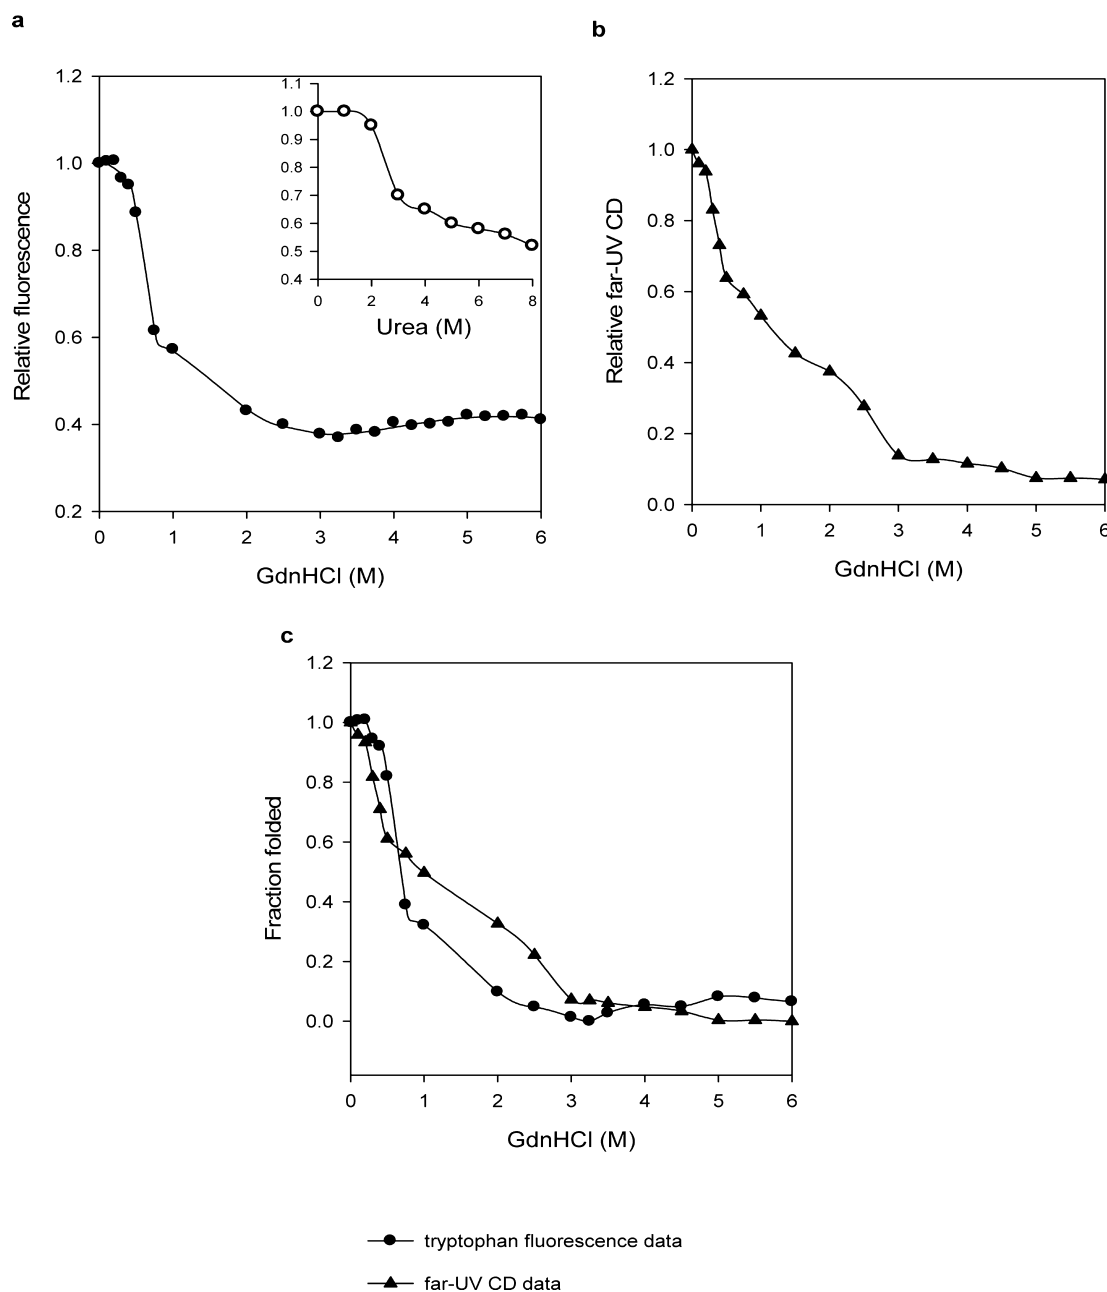 a
1.2
1.0
0.8
0.6
0.4
0.2
Relative fluorescence
0 1 2 3 4 5 6
GdnHCl (M)
1.1
1.0
0.9
0.8
0.7
0.6
0.5
0.4
0 2 4 6 8
Urea (M)
b
1.2
1.0
0.8
0.6
0.4
0.2
0.0
Relative far-UV CD
0 1 2 3 4 5 6
GdnHCl (M)
c
1.2
1.0
0.8
0.6
0.4
0.2
0.0
Fraction folded
0 1 2 3 4 5 6
GdnHCl (M)
tryptophan fluorescence data
far-UV CD data